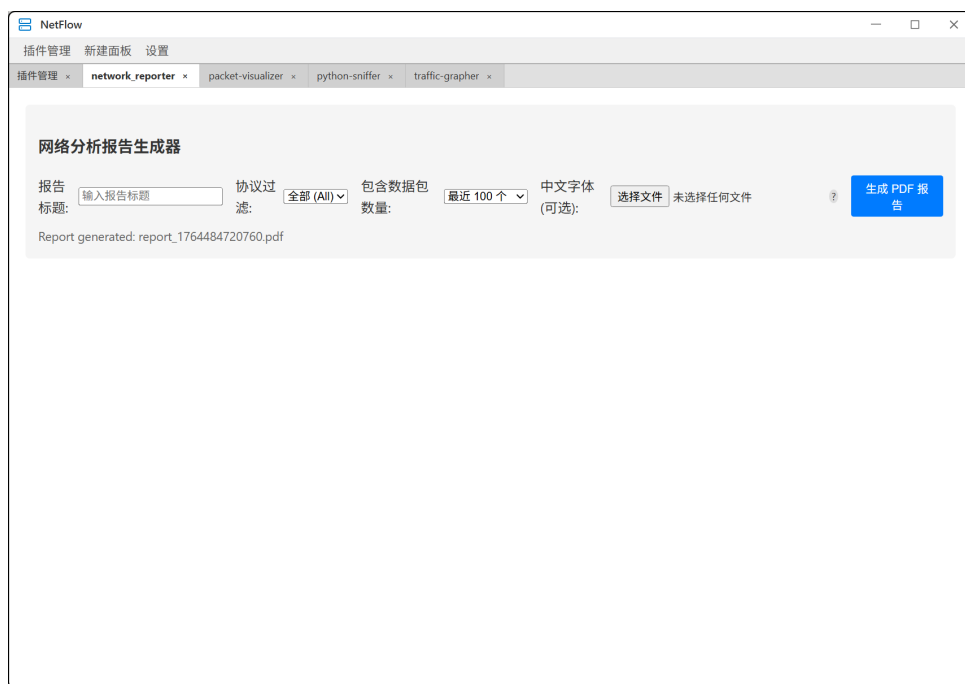 NetFlow
插件管理 新建面板 设置
插件管理 × network_reporter × packet-visualizer × python-sniffer × traffic-grapher ×
网络分析报告生成器
报告标题: 输入报告标题 协议过滤: 全部 (All) 包含数据包数量: 最近 100 个 中文字体(可选): 选择文件 未选择任何文件 ? 生成 PDF 报告
Report generated: report_1764484720760.pdf